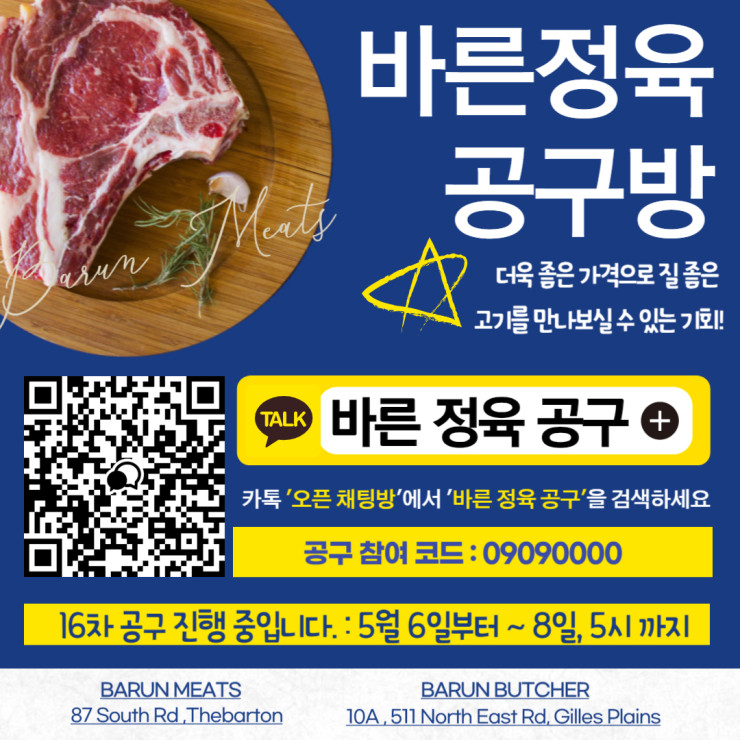 바른정육
공구방
Barun Meats
더욱 좋은 가격으로 질 좋은
고기를 만나보실 수 있는 기회!
TALK 바른 정육 공구 +
카톡 '오픈 채팅방'에서 '바른 정육 공구'을 검색하세요
공구 참여 코드 : 09090000
16차 공구 진행 중입니다. : 5월 6일부터 ~ 8일, 5시 까지
BARUN MEATS
87 South Rd ,Thebarton
BARUN BUTCHER
10A , 511 North East Rd, Gilles Plains